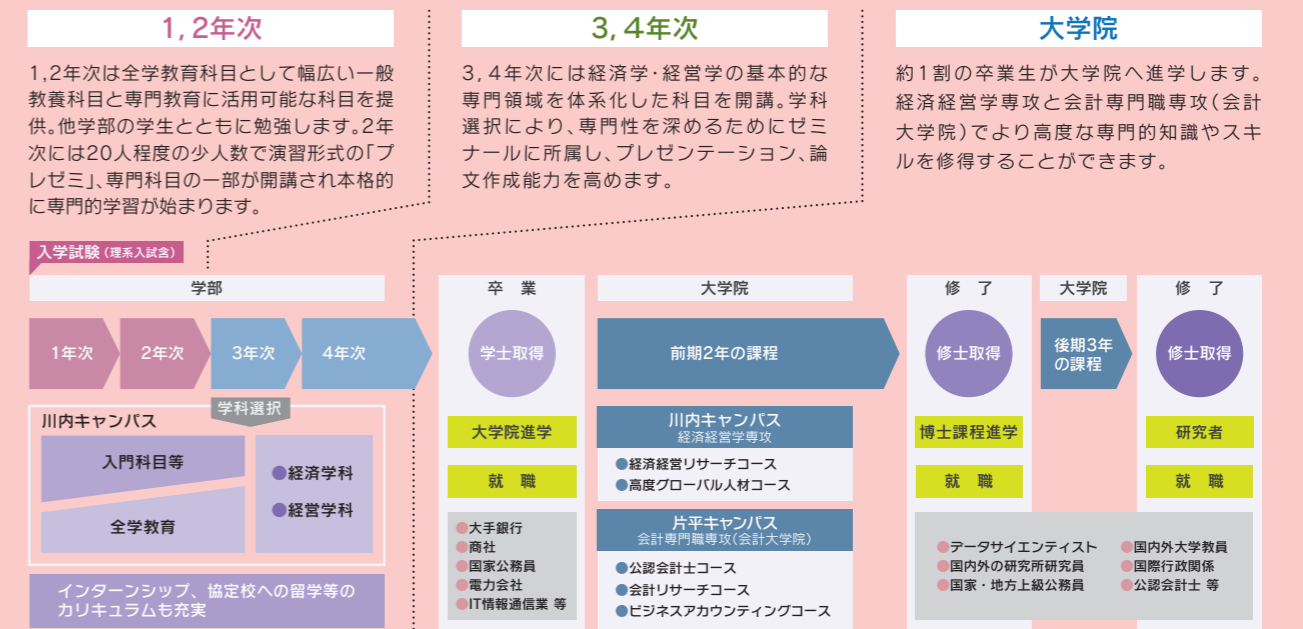 1,2年次
1,2年次は全学教育科目として幅広い一般
教養科目と専門教育に活用可能な科目を提
供。他学部の学生とともに勉強します。2年
次には20人程度の少人数で演習形式の「プ
レゼミ」、専門科目の一部が開講され本格的
に専門的学習が始まります。
3,4年次
3,4年次には経済学・経営学の基本的な
専門領域を体系化した科目を開講。学科
選択により、専門性を深めるためにゼミ
ナールに所属し、プレゼンテーション、論
文作成能力を高めます。
大学院
約1割の卒業生が大学院へ進学します。
経済経営学専攻と会計専門職専攻(会計
大学院)でより高度な専門的知識やスキ
ルを修得することができます。
入学試験(理系入試含)
学部
1年次
2年次
3年次
4年次
学科選択
川内キャンパス
入門科目等
全学教育
●経済学科
●経営学科
インターンシップ、協定校への留学等の
カリキュラムも充実
卒 業
学士取得
大学院進学
就 職
●大手銀行
●商社
●国家公務員
●電力会社
●IT情報通信業 等
大学院
前期2年の課程
川内キャンパス
経済経営学専攻
●経済経営リサーチコース
●高度グローバル人材コース
片平キャンパス
会計専門職専攻(会計大学院)
●公認会計士コース
●会計リサーチコース
●ビジネスアカウンティングコース
修 了
修士取得
博士課程進学
就 職
大学院
後期3年
の課程
修 了
修士取得
研究者
就 職
●データサイエンティスト
●国内外の研究所研究員
●国家・地方上級公務員
●国内外大学教員
●国際行政関係
●公認会計士 等